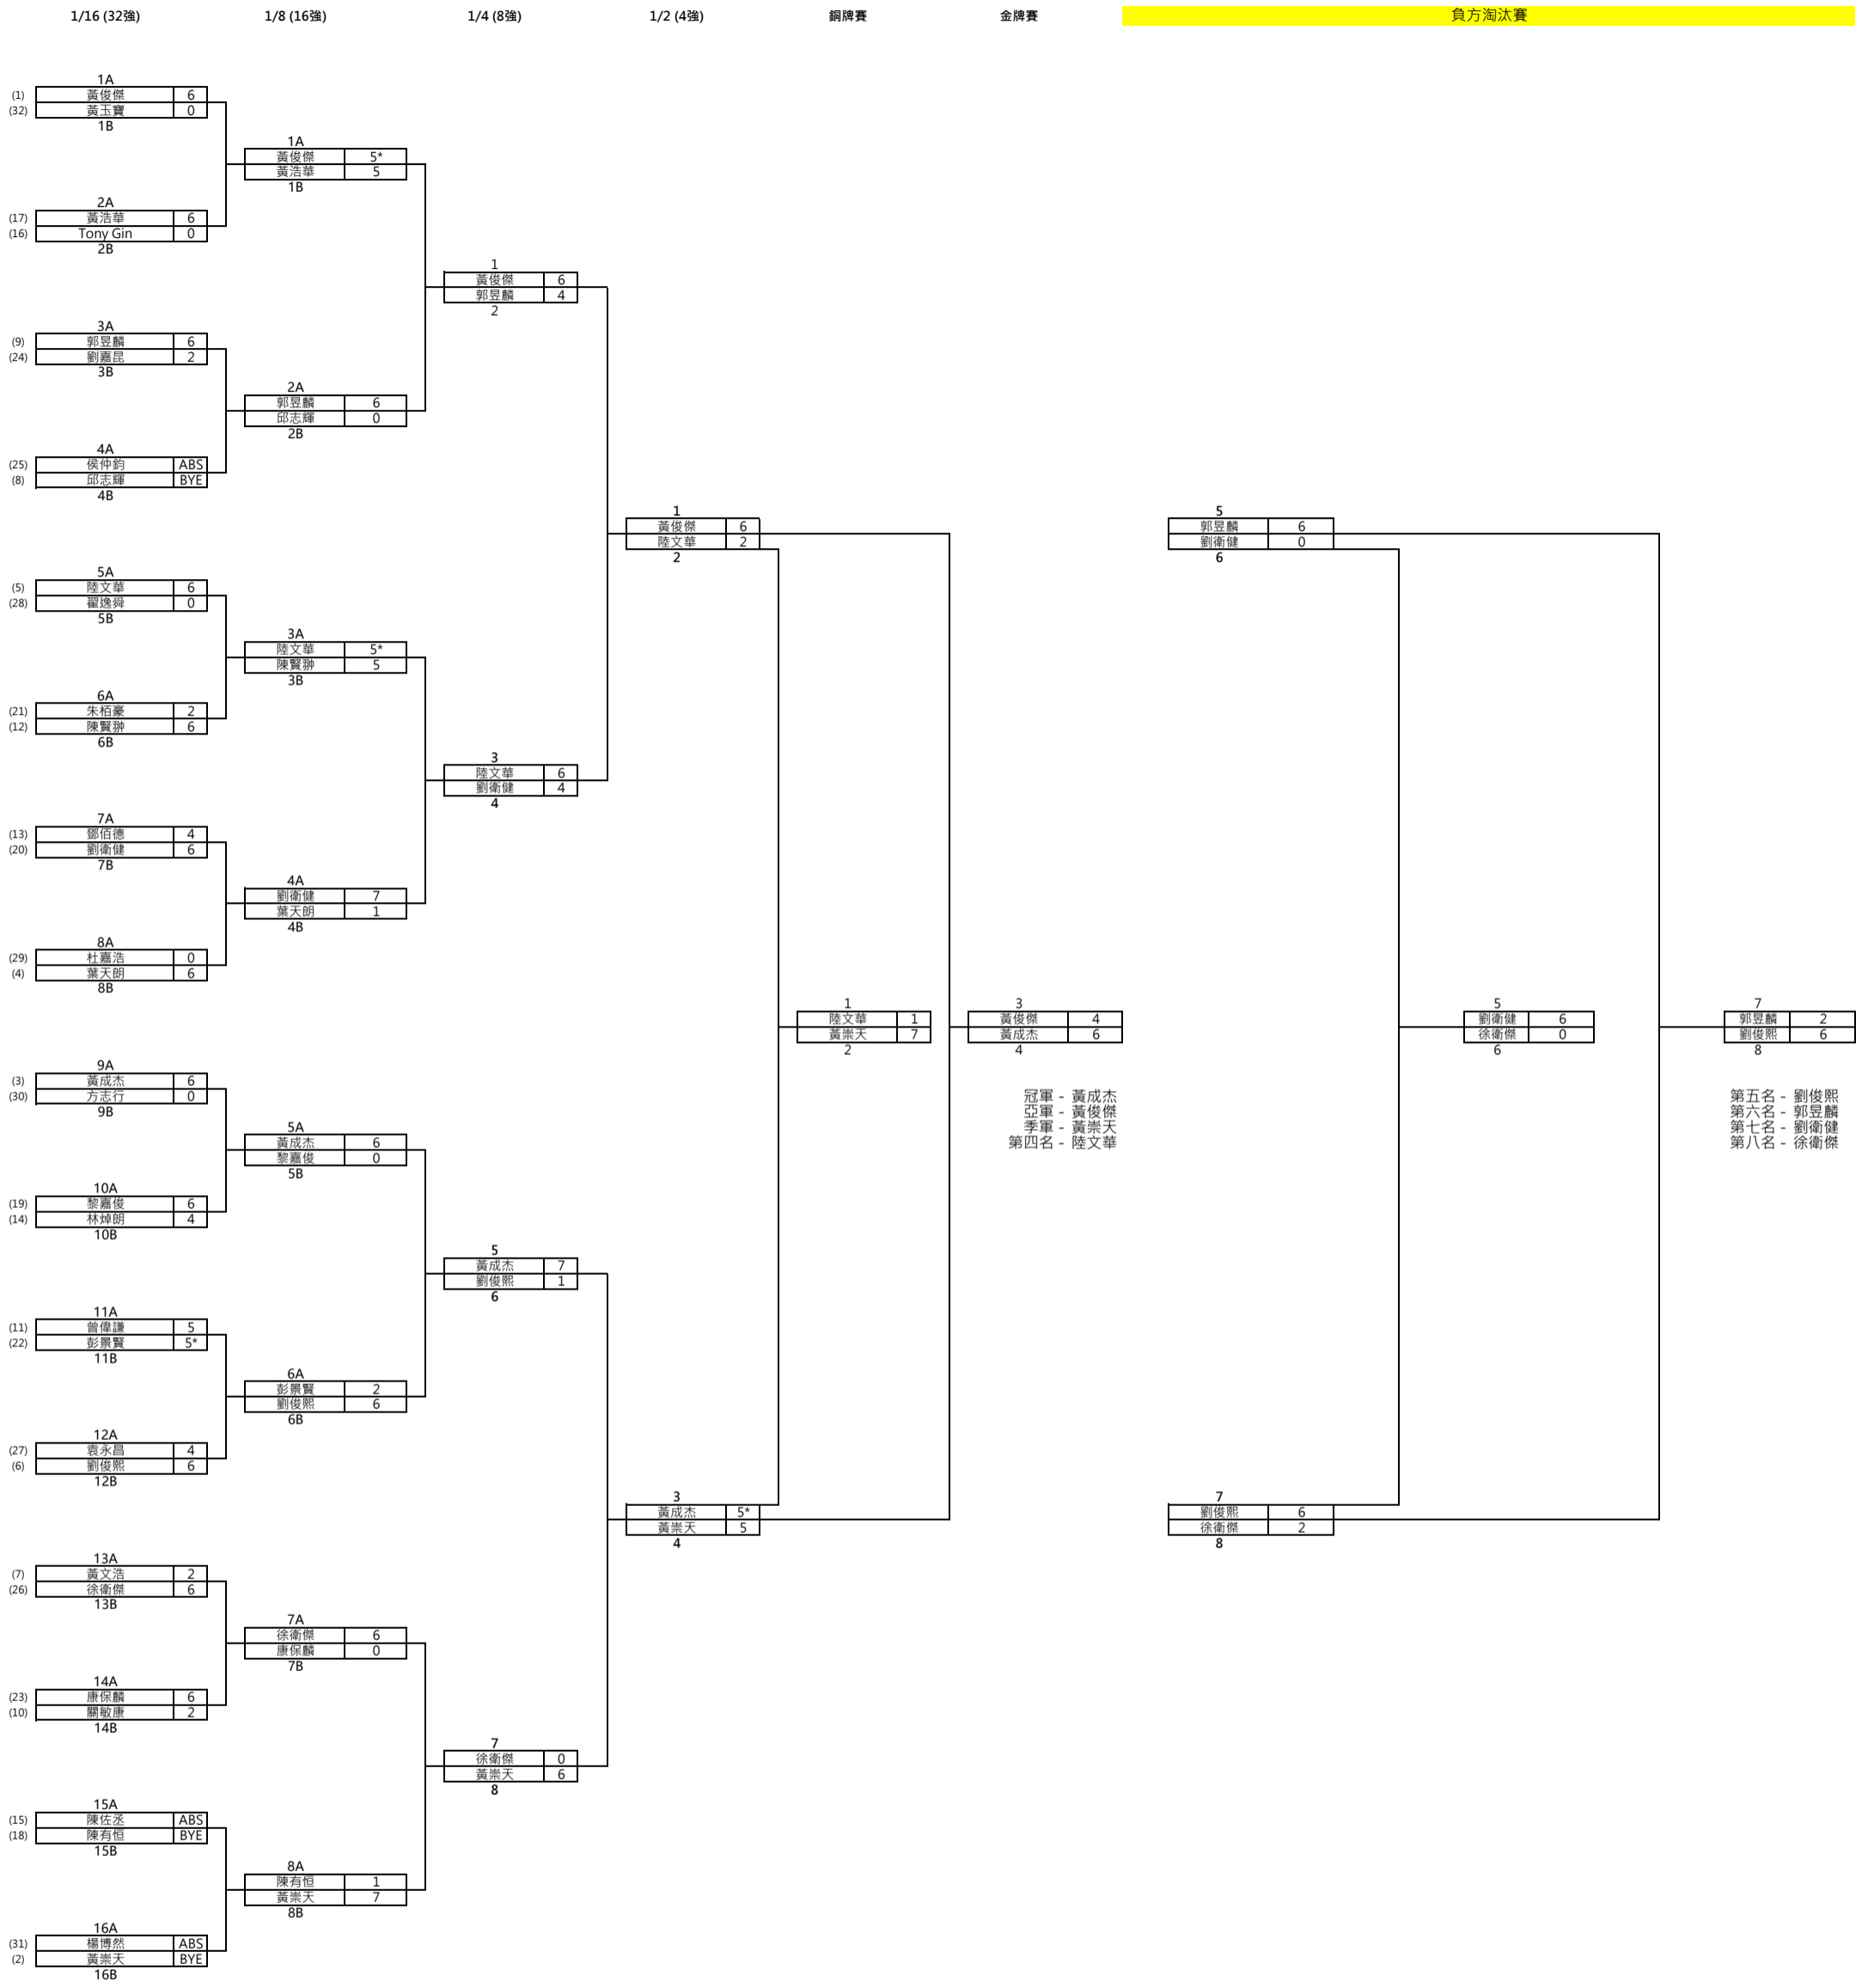 1/16 (32強) 1/8 (16強) 1/4 (8強) 1/2 (4強) 銅牌賽 金牌賽 負方淘汰賽
1A
(1) 黃俊傑 6
(32) 黃玉寶 0
1B
1A
黃俊傑 5*
黃浩華 5
1B
2A
(17) 黃浩華 6
(16) Tony Gin 0
2B
1
黃俊傑 6
郭昱麟 4
2
3A
(9) 郭昱麟 6
(24) 劉嘉昆 2
3B
2A
郭昱麟 6
邱志輝 0
2B
4A
(25) 侯仲鈞 ABS
(8) 邱志輝 BYE
4B
1 5
黃俊傑 6 郭昱麟 6
陸文華 2 劉衛健 0
2 6
5A
(5) 陸文華 6
(28) 翟逸舜 0
5B
3A
陸文華 5*
陳賢翀 5
3B
6A
(21) 朱栢豪 2
(12) 陳賢翀 6
6B
3
陸文華 6
劉衛健 4
4
7A
(13) 鄧佰德 4
(20) 劉衛健 6
7B
4A
劉衛健 7
葉天朗 1
4B
8A
(29) 杜嘉浩 0
(4) 葉天朗 6
8B
1 3 5 7
陸文華 1 黃俊傑 4 劉衛健 6 郭昱麟 2
黃崇天 7 黃成杰 6 徐衛傑 0 劉俊熙 6
2 4 6 8
9A
(3) 黃成杰 6
(30) 方志行 0
9B
冠軍 - 黃成杰 第五名 - 劉俊熙
亞軍 - 黃俊傑 第六名 - 郭昱麟
季軍 - 黃崇天 第七名 - 劉衛健
第四名 - 陸文華 第八名 - 徐衛傑
5A
黃成杰 6
黎嘉俊 0
5B
10A
(19) 黎嘉俊 6
(14) 林焯朗 4
10B
5
黃成杰 7
劉俊熙 1
6
11A
(11) 曾偉謙 5
(22) 彭景賢 5*
11B
6A
彭景賢 2
劉俊熙 6
6B
12A
(27) 袁永昌 4
(6) 劉俊熙 6
12B
3 7
黃成杰 5* 劉俊熙 6
黃崇天 5 徐衛傑 2
4 8
13A
(7) 黃文浩 2
(26) 徐衛傑 6
13B
7A
徐衛傑 6
康保麟 0
7B
14A
(23) 康保麟 6
(10) 關敏康 2
14B
7
徐衛傑 0
黃崇天 6
8
15A
(15) 陳佐丞 ABS
(18) 陳有恒 BYE
15B
8A
陳有恒 1
黃崇天 7
8B
16A
(31) 楊博然 ABS
(2) 黃崇天 BYE
16B